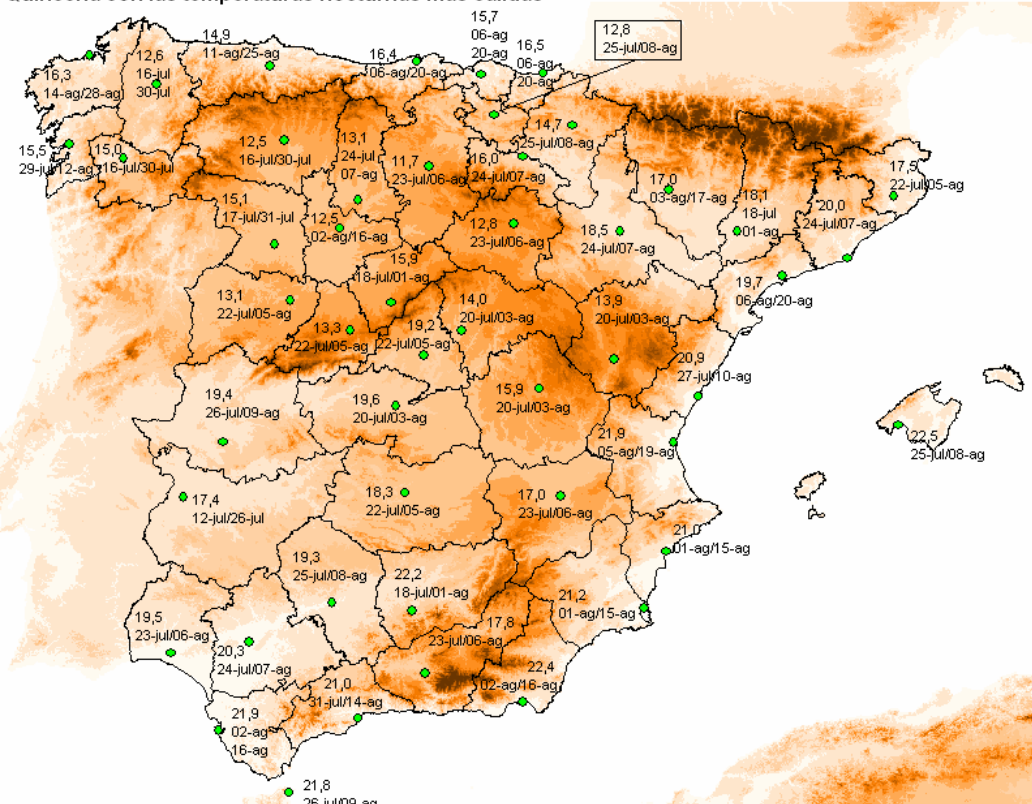 15,7
06-ag
20-ag
12,8
25-jul/08-ag
14,9
11-ag/25-ag
16,4
06-ag/20-ag
16,5
06-ag
20-ag
12,6
16-jul
30-jul
16,3
14-ag/28-ag
15,5
29-jul/12-ag
15,0
16-jul/30-jul
12,5
16-jul/30-jul
13,1
24-jul
07-ag
11,7
23-jul/06-ag
16,0
24-jul/07-ag
14,7
25-jul/08-ag
17,0
03-ag/17-ag
18,1
18-jul
01-ag
17,5
22-jul/05-ag
20,0
24-jul/07-ag
15,1
17-jul/31-jul
12,5
02-ag/16-ag
12,8
23-jul/06-ag
18,5
24-jul/07-ag
15,9
18-jul/01-ag
19,7
06-ag/20-ag
13,1
22-jul/05-ag
13,3
22-jul/05-ag
19,2
22-jul/05-ag
14,0
20-jul/03-ag
13,9
20-jul/03-ag
20,9
27-jul/10-ag
19,4
26-jul/09-ag
19,6
20-jul/03-ag
15,9
20-jul/03-ag
21,9
05-ag/19-ag
22,5
25-jul/08-ag
17,4
12-jul/26-jul
18,3
22-jul/05-ag
17,0
23-jul/06-ag
21,0
01-ag/15-ag
19,3
25-jul/08-ag
22,2
18-jul/01-ag
21,2
01-ag/15-ag
19,5
23-jul/06-ag
20,3
24-jul/07-ag
17,8
23-jul/06-ag
22,4
02-ag/16-ag
21,0
31-jul/14-ag
21,9
02-ag
16-ag
21,8
26-jul/09-ag